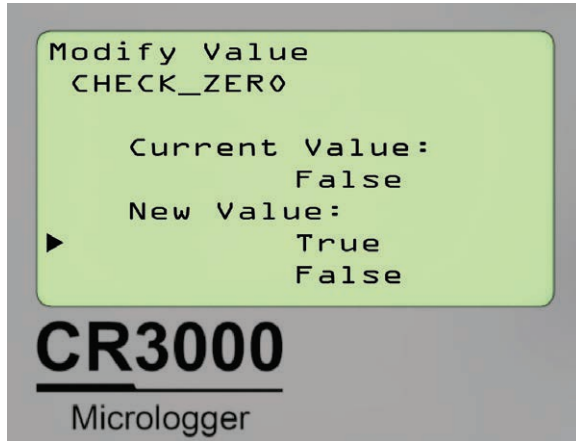 Modify Value
CHECK_ZERO
Current Value:
False
New Value:
True
False
CR3000
Micrologger